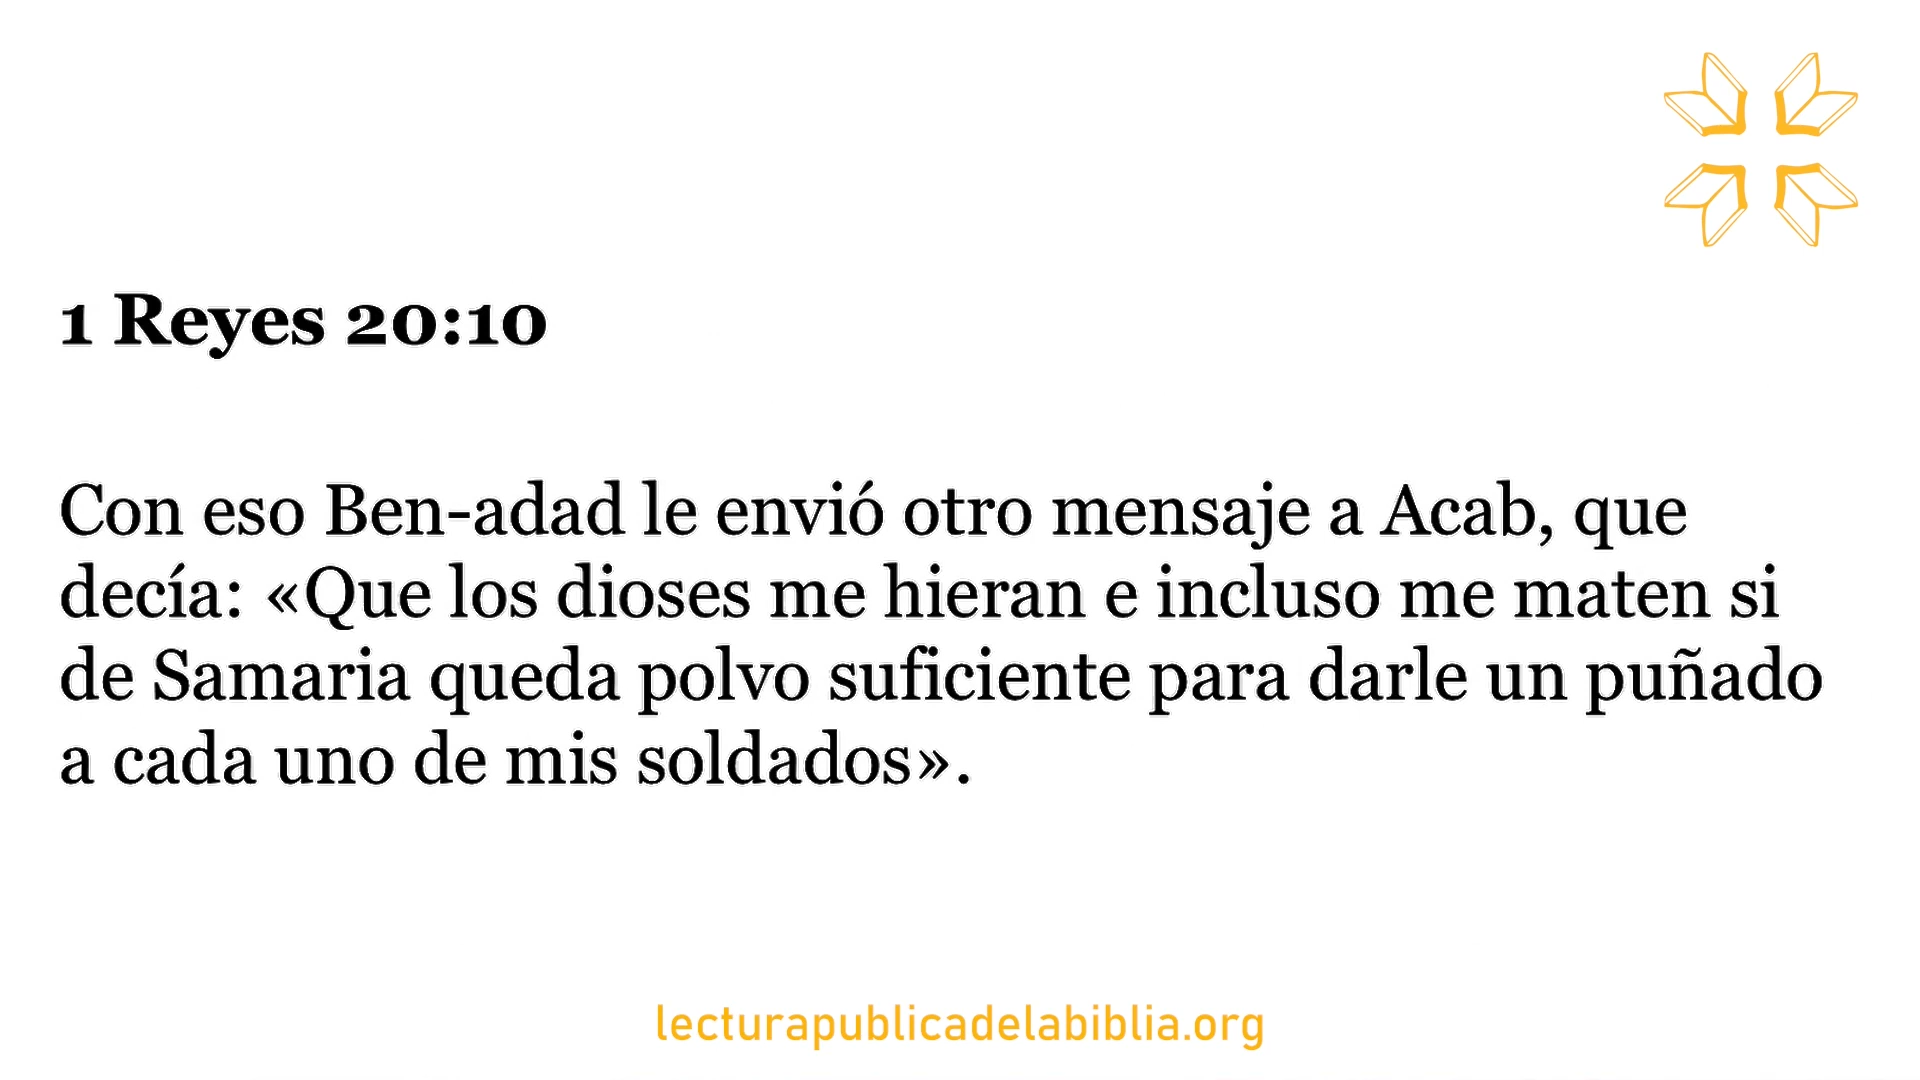 1 Reyes 20:10
Con eso Ben-adad le envió otro mensaje a Acab, que
decía: «Que los dioses me hieran e incluso me maten si
de Samaria queda polvo suficiente para darle un puñado
a cada uno de mis soldados».
lecturapublicadelabiblia.org